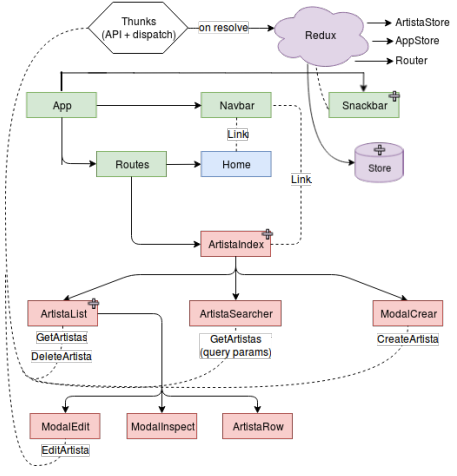 Thunks
(API + dispatch)
on resolve
Redux
ArtistaStore
AppStore
Router
App
Navbar
Snackbar
Link
Routes
Home
Store
Link
ArtistaIndex
ArtistaList
ArtistaSearcher
ModalCrear
GetArtistas
DeleteArtista
GetArtistas
(query params)
CreateArtista
ModalEdit
ModalInspect
ArtistaRow
EditArtista